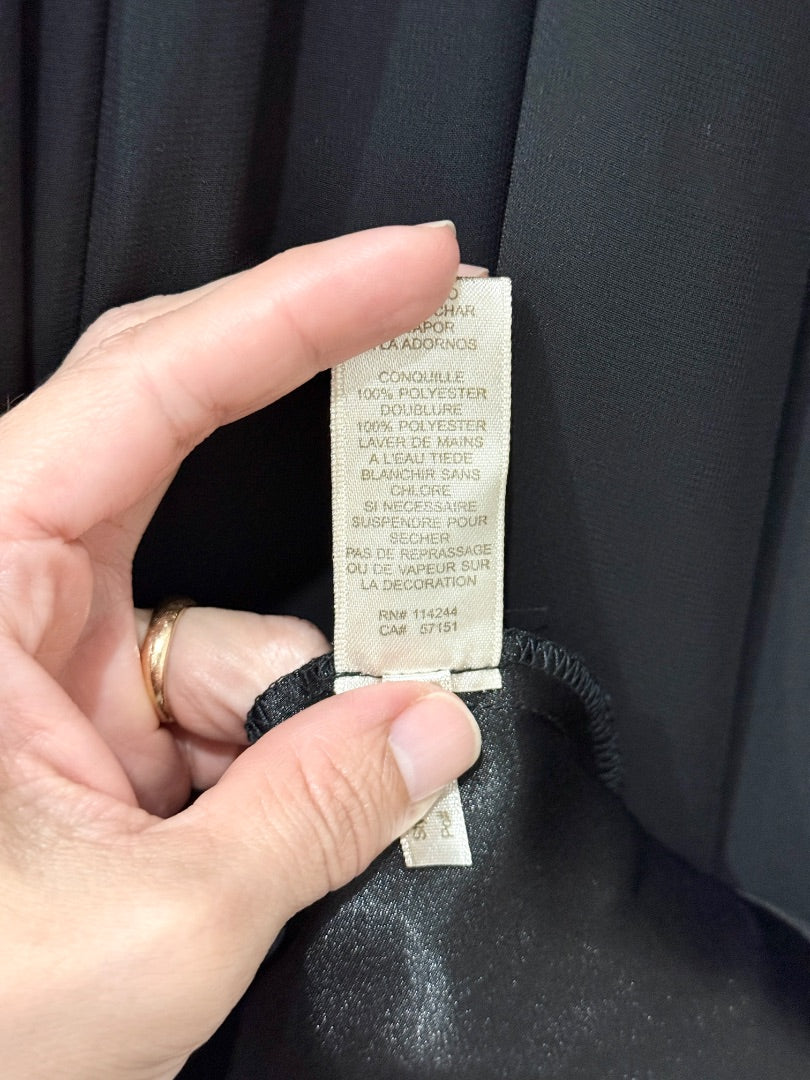 LA ADORNOS
CONQUILLE
100% POLYESTER
DOUBLURE
100% POLYESTER
LAVER DE MAINS
A L'EAU TIEDE
BLANCHIR SANS
CHLORE
SI NECESSAIRE
SUSPENDRE POUR
SECHER
PAS DE REPRASSAGE
OU DE VAPEUR SUR
LA DECORATION
RN# 114244
CA# 57151